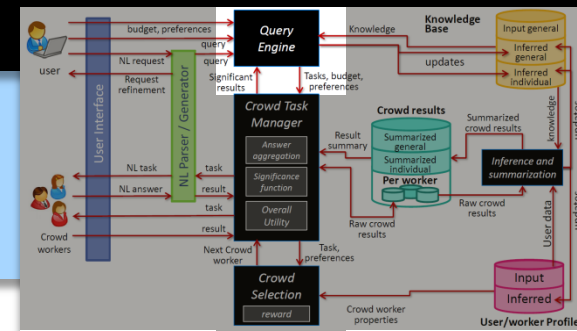 budget, preferences
query
NL request
query
Request
refinement
user
User Interface
NL Parser / Generator
Query
Engine
Knowledge
updates
Knowledge
Base
Input general
Inferred
general
Inferred
individual
Significant
results
Tasks, budget,
preferences
Crowd Task
Manager
Answer
aggregation
Significance
function
Overall
Utility
Result
summary
Crowd results
Summarized
general
Summarized
individual
Per worker
Summarized
crowd results
knowledge
updates
Inference and
summarization
Raw crowd
results
Raw crowd
results
User data
updates
NL task
task
NL answer
result
task
result
Crowd
workers
Next Crowd
worker
Task,
preferences
Crowd
Selection
reward
Crowd worker
properties
Input
Inferred
User/worker Profile